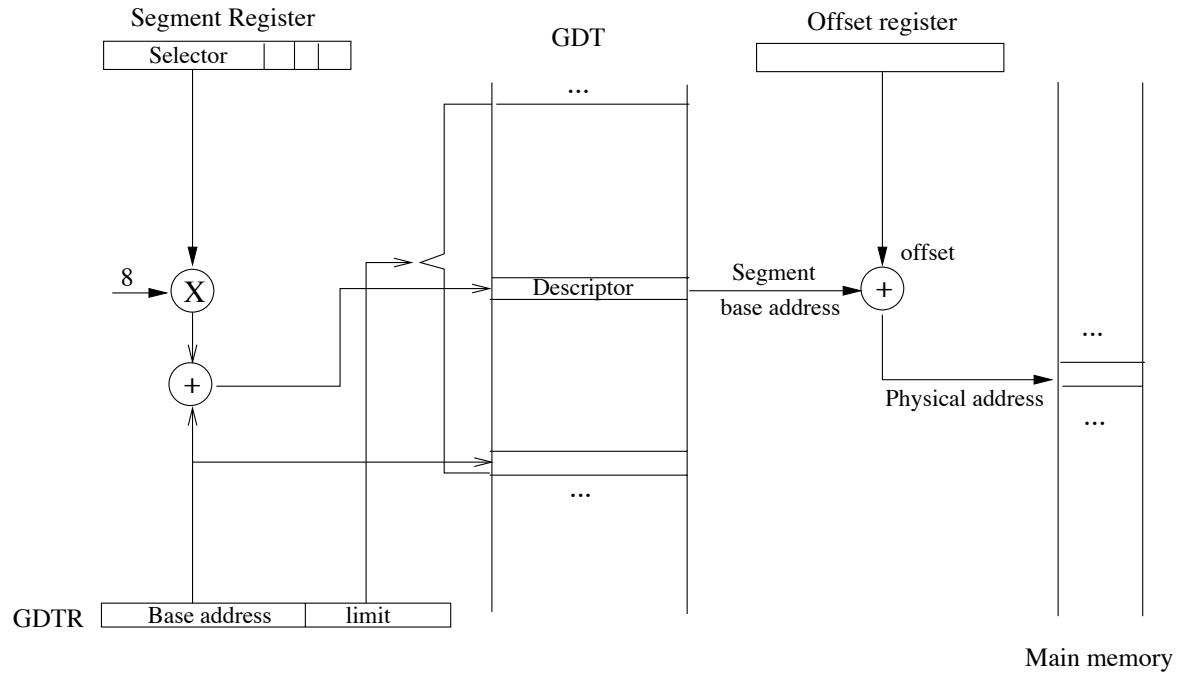 Segment Register
Selector
GDT
Offset register
...
8
X
offset
Descriptor
Segment
base address
+
...
+
Physical address
...
...
GDTR
Base address
limit
Main memory